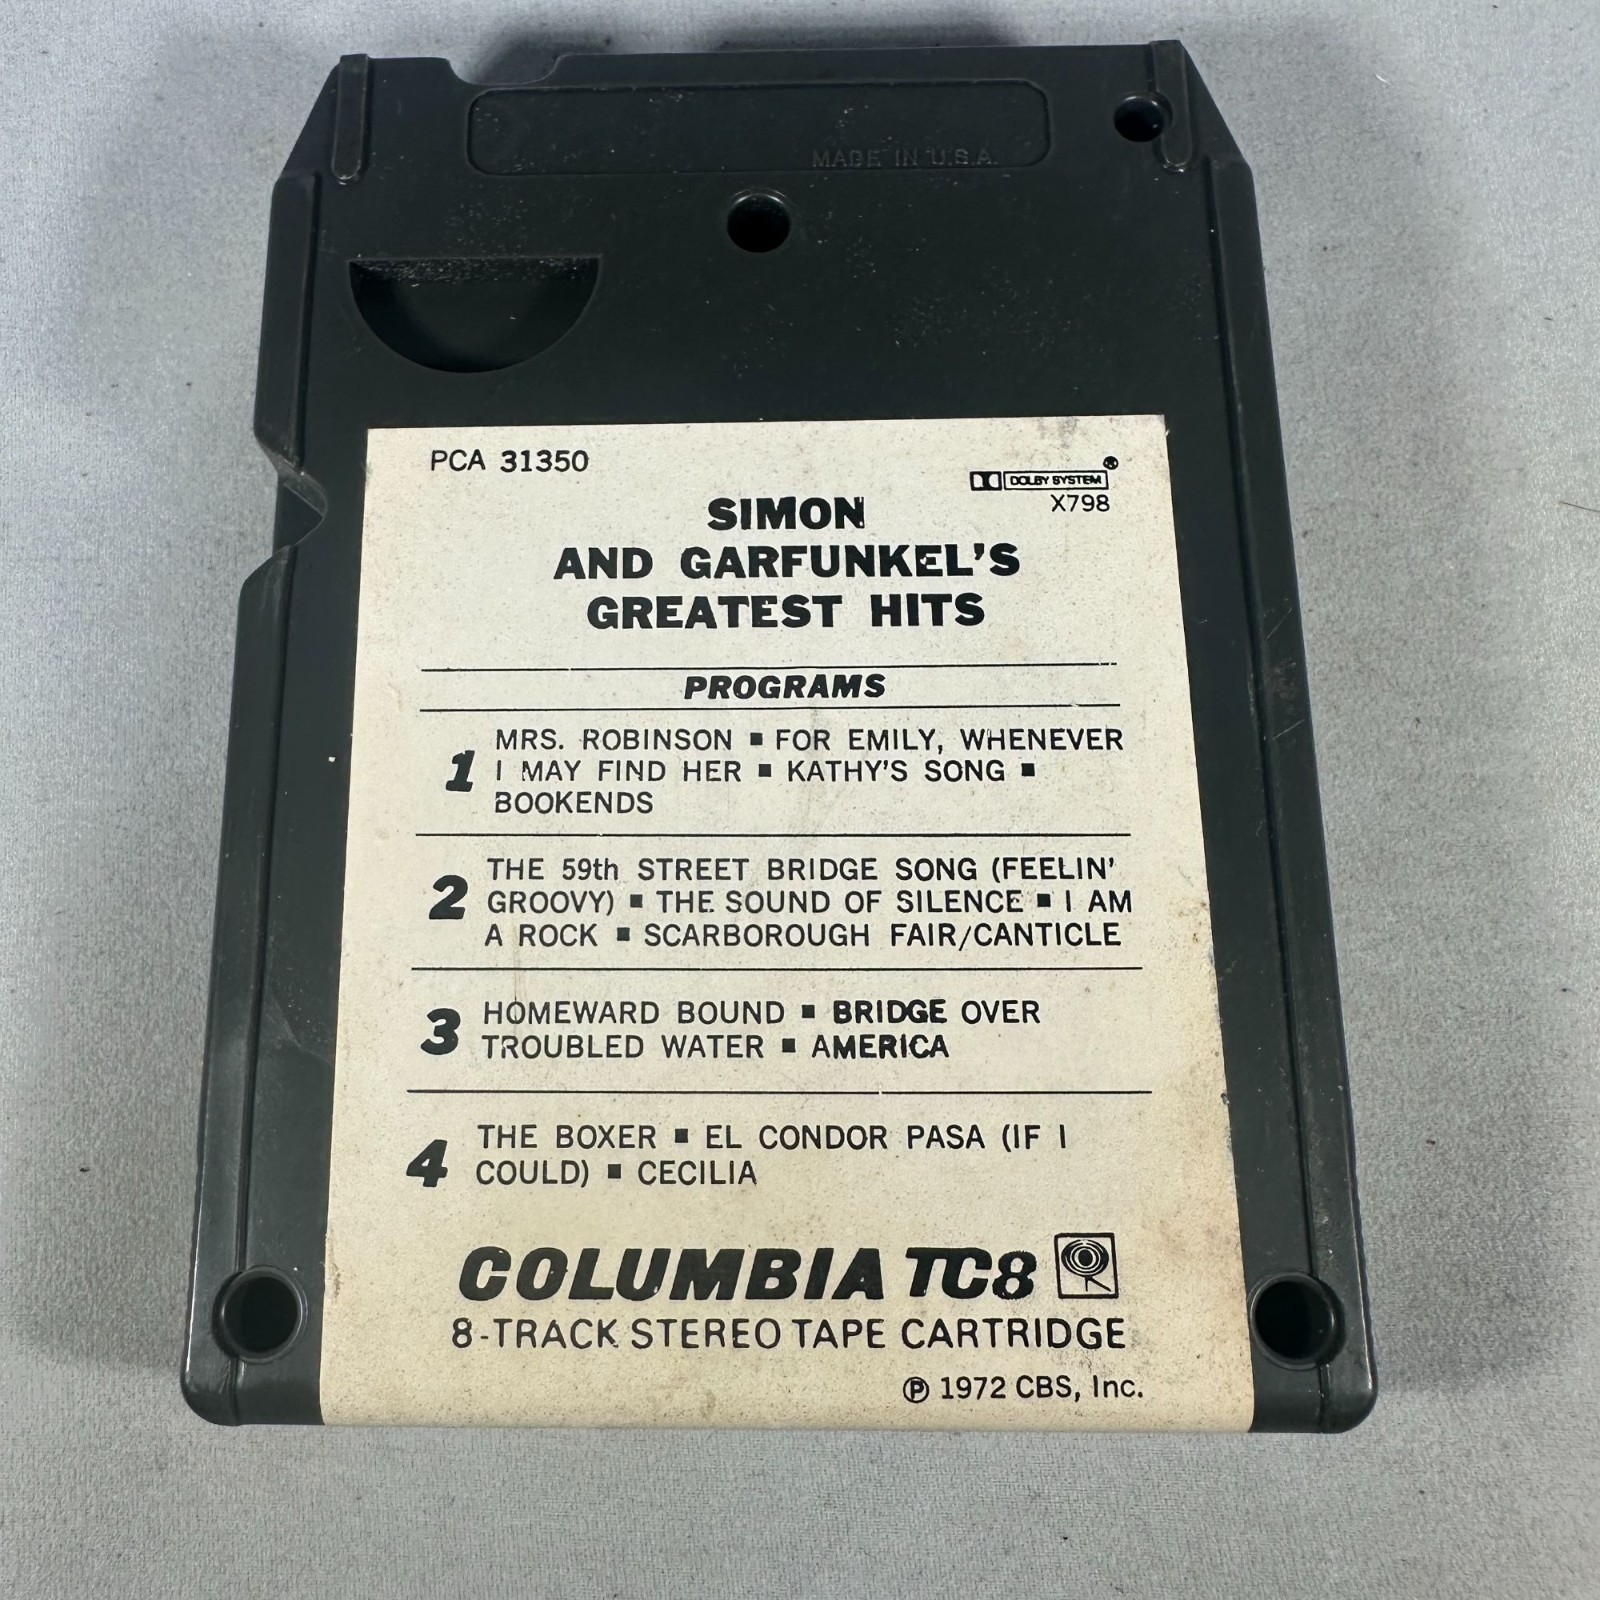 MADE IN U.S.A.
PCA 31350
DOLBY SYSTEM ®
X798
SIMON
AND GARFUNKEL'S
GREATEST HITS
PROGRAMS
1 MRS. ROBINSON ▪ FOR EMILY, WHENEVER
I MAY FIND HER ▪ KATHY'S SONG ▪
BOOKENDS
2 THE 59th STREET BRIDGE SONG (FEELIN'
GROOVY) ▪ THE SOUND OF SILENCE ▪ I AM
A ROCK ▪ SCARBOROUGH FAIR/CANTICLE
3 HOMEWARD BOUND ▪ BRIDGE OVER
TROUBLED WATER ▪ AMERICA
4 THE BOXER ▪ EL CONDOR PASA (IF I
COULD) ▪ CECILIA
COLUMBIA TC8
8-TRACK STEREO TAPE CARTRIDGE
℗ 1972 CBS, Inc.